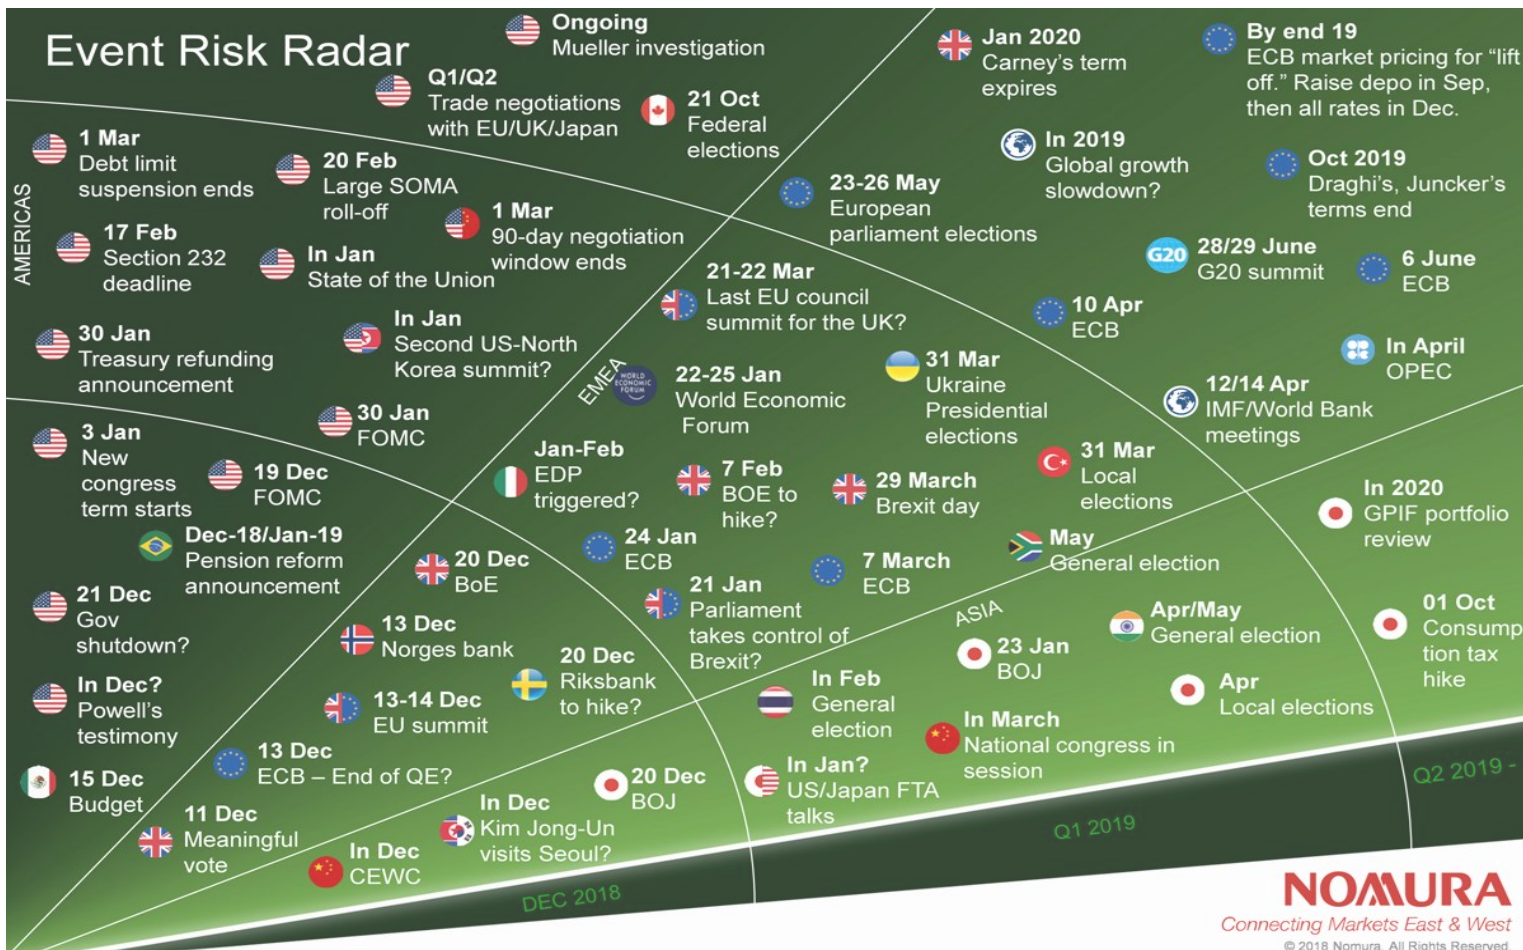 Event Risk Radar
Ongoing
Mueller investigation
Q1/Q2
Trade negotiations
with EU/UK/Japan
21 Oct
Federal
elections
AMERICAS
1 Mar
Debt limit
suspension ends
20 Feb
Large SOMA
roll-off
1 Mar
90-day negotiation
window ends
17 Feb
Section 232
deadline
In Jan
State of the Union
30 Jan
Treasury refunding
announcement
In Jan
Second US-North
Korea summit?
30 Jan
FOMC
3 Jan
New
congress
term starts
19 Dec
FOMC
Dec-18/Jan-19
Pension reform
announcement
21 Dec
Gov
shutdown?
In Dec?
Powell's
testimony
15 Dec
Budget
Jan 2020
Carney's term
expires
By end 19
ECB market pricing for “lift
off.” Raise depo in Sep,
then all rates in Dec.
In 2019
Global growth
slowdown?
Oct 2019
Draghi's, Juncker's
terms end
23-26 May
European
parliament elections
G20
28/29 June
G20 summit
6 June
ECB
10 Apr
ECB
In April
OPEC
12/14 Apr
IMF/World Bank
meetings
EMEA
21-22 Mar
Last EU council
summit for the UK?
WORLD
ECONOMIC
FORUM
22-25 Jan
World Economic
Forum
31 Mar
Ukraine
Presidential
elections
Jan-Feb
EDP
triggered?
7 Feb
BOE to
hike?
29 March
Brexit day
31 Mar
Local
elections
24 Jan
ECB
7 March
ECB
May
General election
21 Jan
Parliament
takes control of
Brexit?
20 Dec
BoE
13 Dec
Norges bank
20 Dec
Riksbank
to hike?
13-14 Dec
EU summit
13 Dec
ECB – End of QE?
11 Dec
Meaningful
vote
ASIA
In 2020
GPIF portfolio
review
01 Oct
Consump
tion tax
hike
Apr/May
General election
23 Jan
BOJ
Apr
Local elections
In Feb
General
election
In March
National congress in
session
In Jan?
US/Japan FTA
talks
20 Dec
BOJ
In Dec
Kim Jong-Un
visits Seoul?
In Dec
CEWC
DEC 2018
Q1 2019
Q2 2019 -
NOMURA
Connecting Markets East & West
© 2018 Nomura. All Rights Reserved.